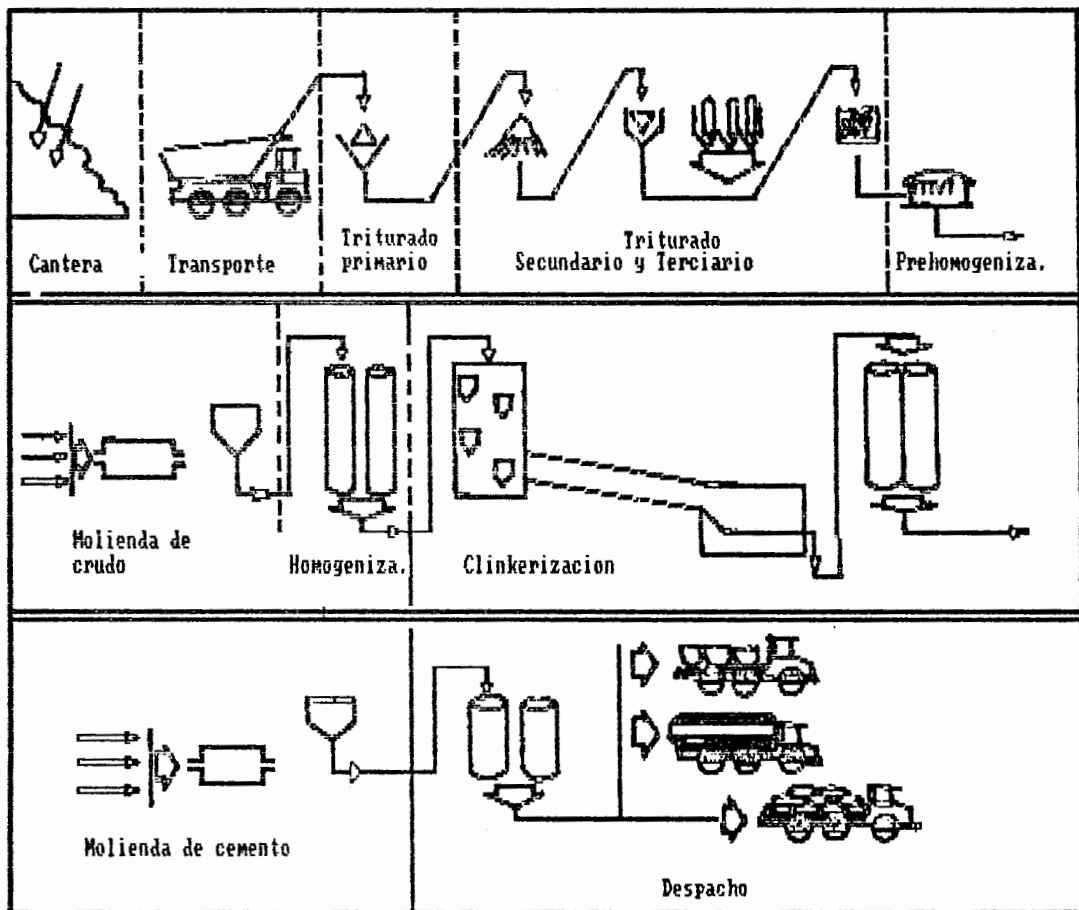 Cantera
Transporte
Triturado
primario
Triturado
Secundario y Terciario
Prehomogeniza.
Molienda de
crudo
Homogeniza.
Clinkerizacion
Molienda de cemento
Despacho